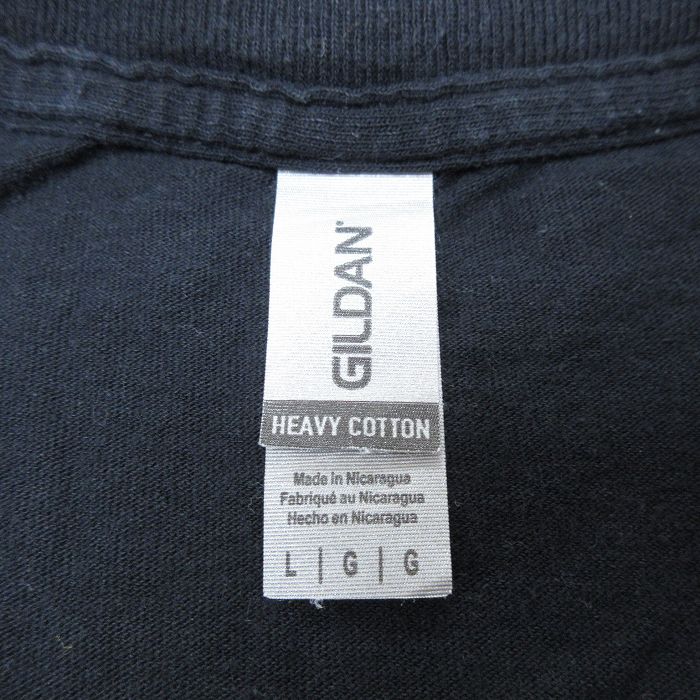 GILDAN
HEAVY COTTON
Made in Nicaragua
Fabriqué au Nicaragua
Hecho en Nicaragua
L | G | G